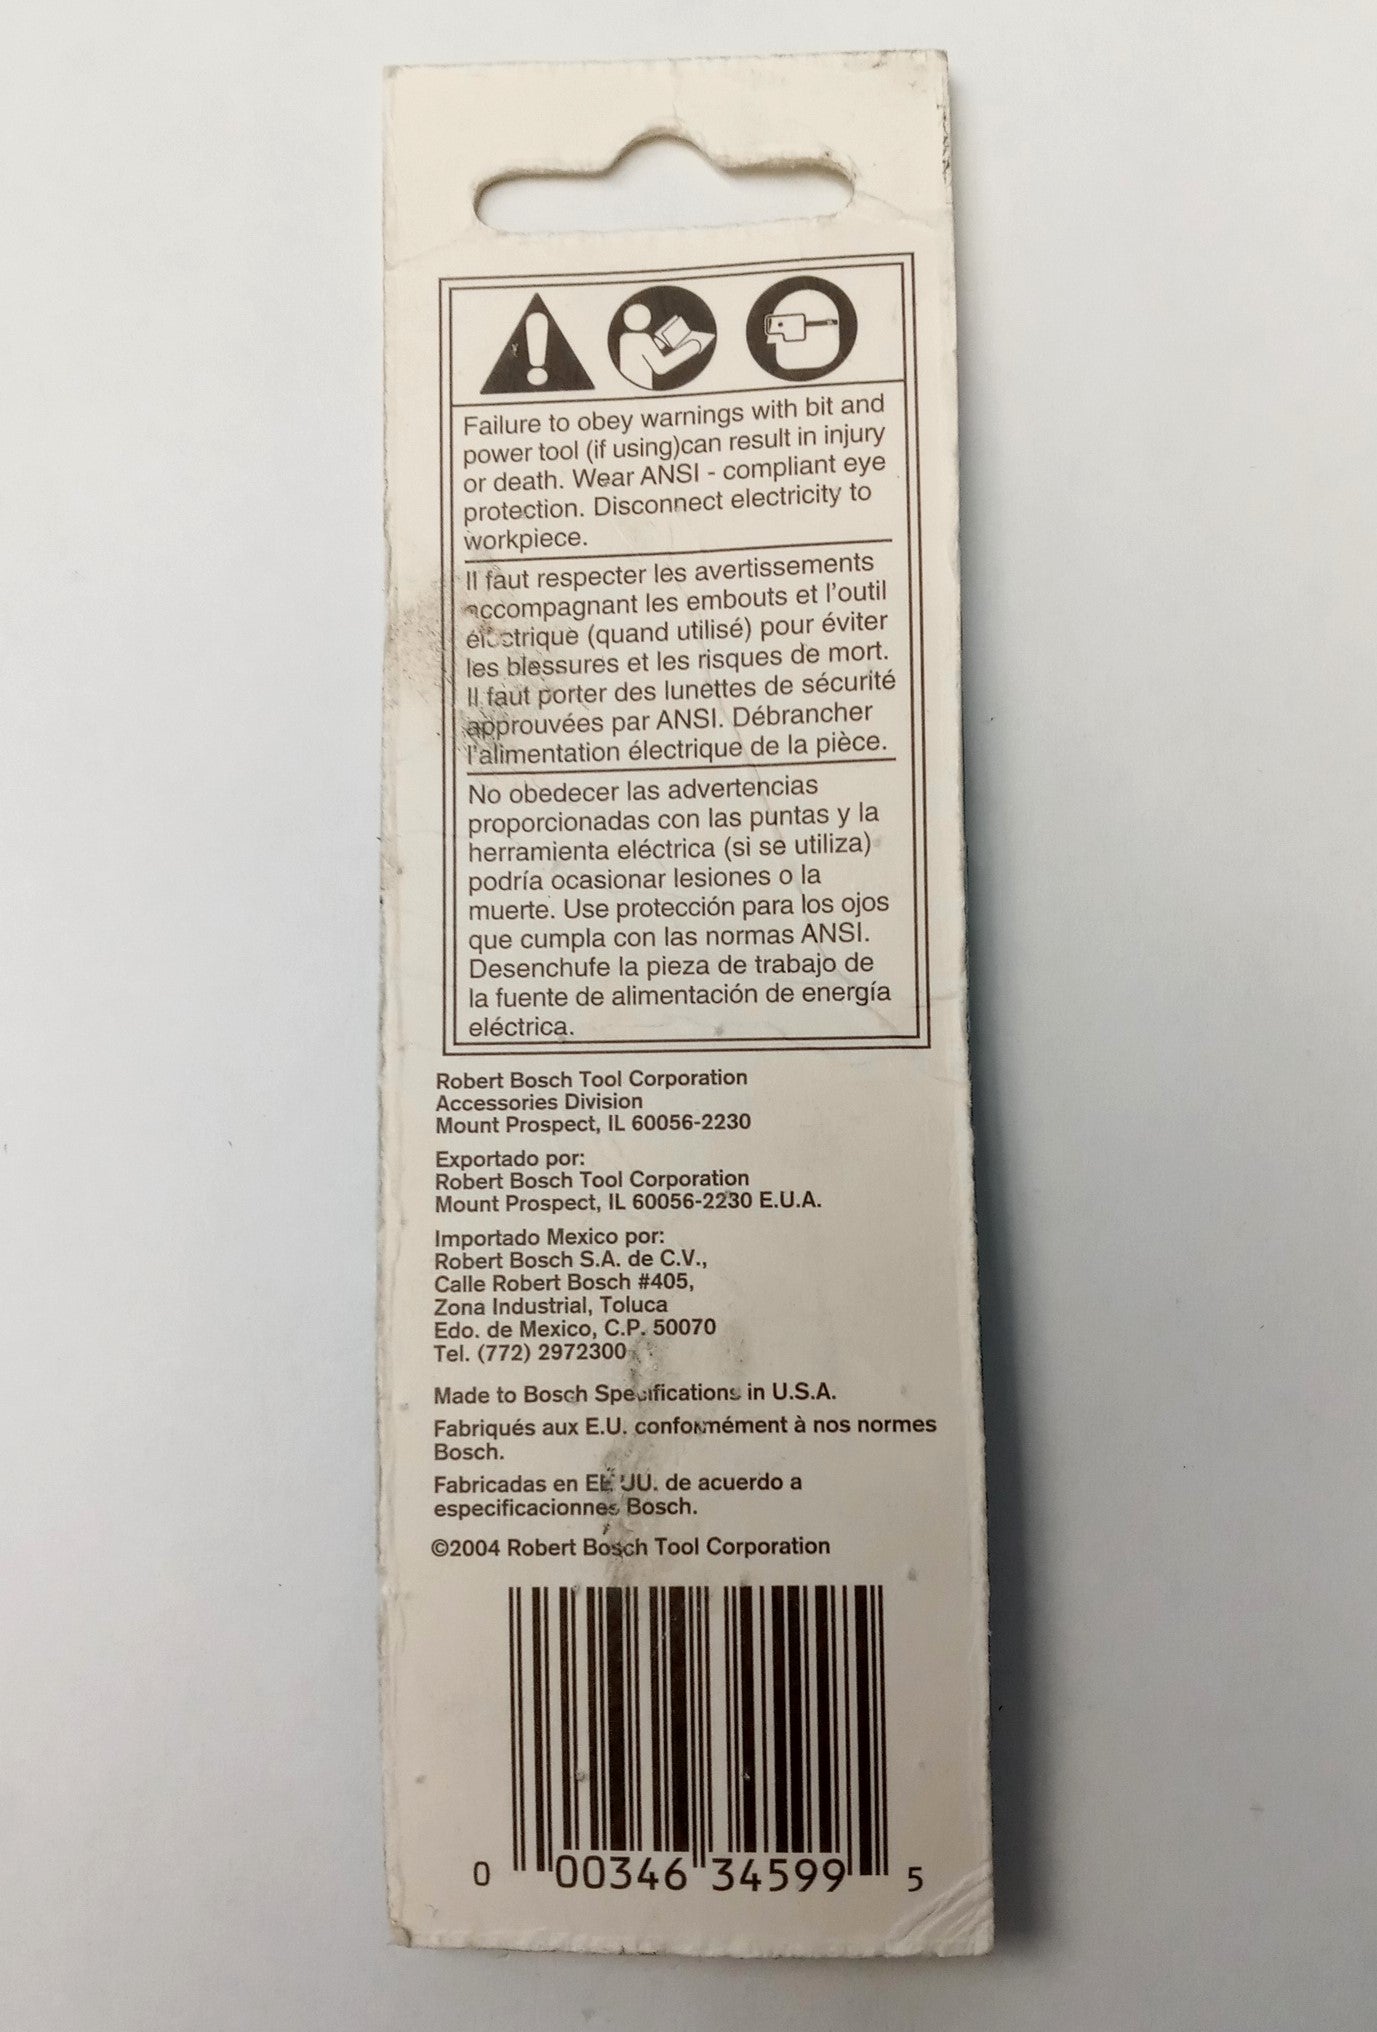 Failure to obey warnings with bit and
power tool (if using)can result in injury
or death. Wear ANSI - compliant eye
protection. Disconnect electricity to
workpiece.
Il faut respecter les avertissements
accompagnant les embouts et l'outil
électrique (quand utilisé) pour éviter
les blessures et les risques de mort.
Il faut porter des lunettes de sécurité
approuvées par ANSI. Débrancher
l'alimentation électrique de la pièce.
No obedecer las advertencias
proporcionadas con las puntas y la
herramienta eléctrica (si se utiliza)
podría ocasionar lesiones o la
muerte. Use protección para los ojos
que cumpla con las normas ANSI.
Desenchufe la pieza de trabajo de
la fuente de alimentación de energía
eléctrica.
Robert Bosch Tool Corporation
Accessories Division
Mount Prospect, IL 60056-2230
Exportado por:
Robert Bosch Tool Corporation
Mount Prospect, IL 60056-2230 E.U.A.
Importado Mexico por:
Robert Bosch S.A. de C.V.,
Calle Robert Bosch #405,
Zona Industrial, Toluca
Edo. de Mexico, C.P. 50070
Tel. (772) 2972300
Made to Bosch Specifications in U.S.A.
Fabriqués aux E.U. conformément à nos normes
Bosch.
Fabricadas en EE.UU. de acuerdo a
especificacionnes Bosch.
©2004 Robert Bosch Tool Corporation
0 00346 34599 5